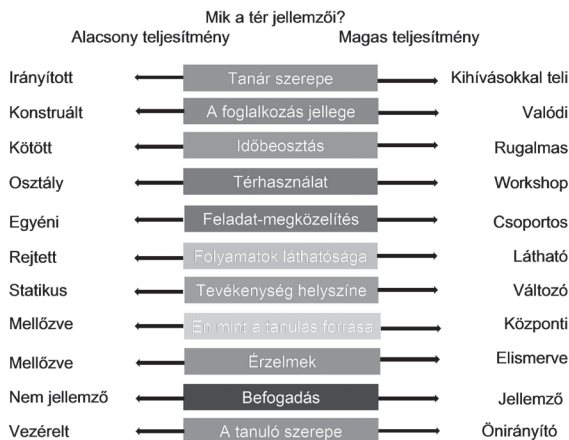 Mik a tér jellemzői?
Alacsony teljesítmény Magas teljesítmény
Irányított Tanár szerepe Kihívásokkal teli
Konstruált A foglalkozás jellege Valódi
Kötött Időbeosztás Rugalmas
Osztály Térhasználat Workshop
Egyéni Feladat-megközelítés Csoportos
Rejtett Folyamatok láthatósága Látható
Statikus Tevékenység helyszíne Változó
Mellőzve Én mint a tanulás forrása Központi
Mellőzve Érzelmek Elismerve
Nem jellemző Befogadás Jellemző
Vezérelt A tanuló szerepe Önirányító